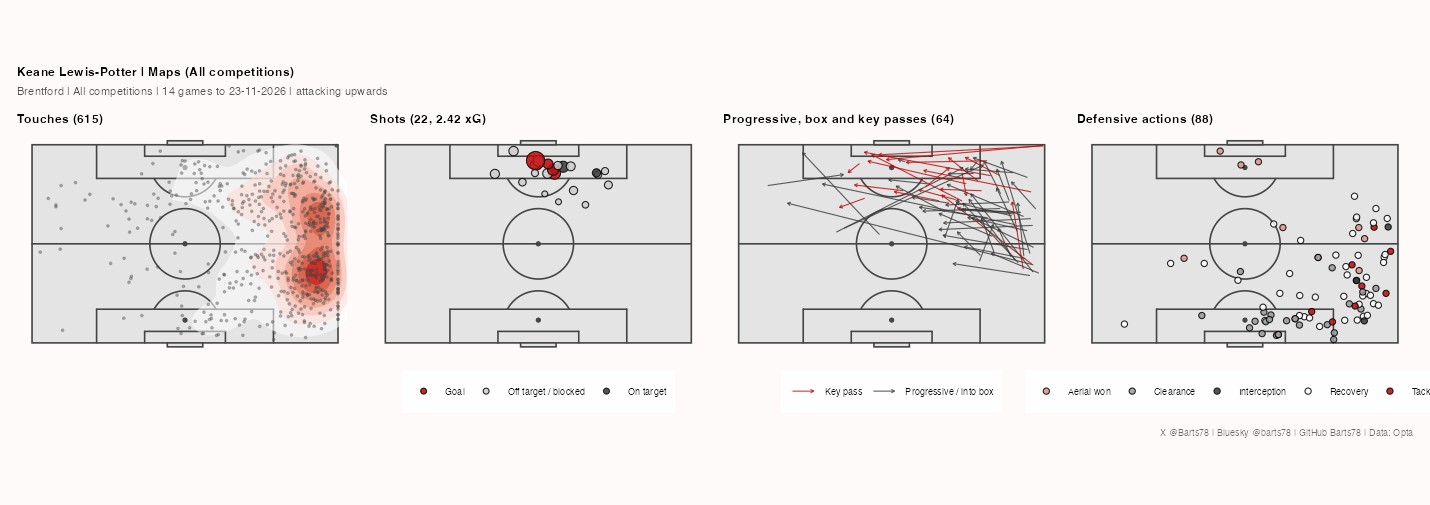 Keane Lewis-Potter | Maps (All competitions)
Brentford | All competitions | 14 games to 23-11-2026 | attacking upwards
Touches (615)
Shots (22, 2.42 xG)
Progressive, box and key passes (64)
Defensive actions (88)
Goal
Off target / blocked
On target
Key pass
Progressive / Into box
Aerial won
Clearance
Interception
Recovery
Tack
X @Barts78 | Bluesky @barts78 | GitHub Barts78 | Data: Opta